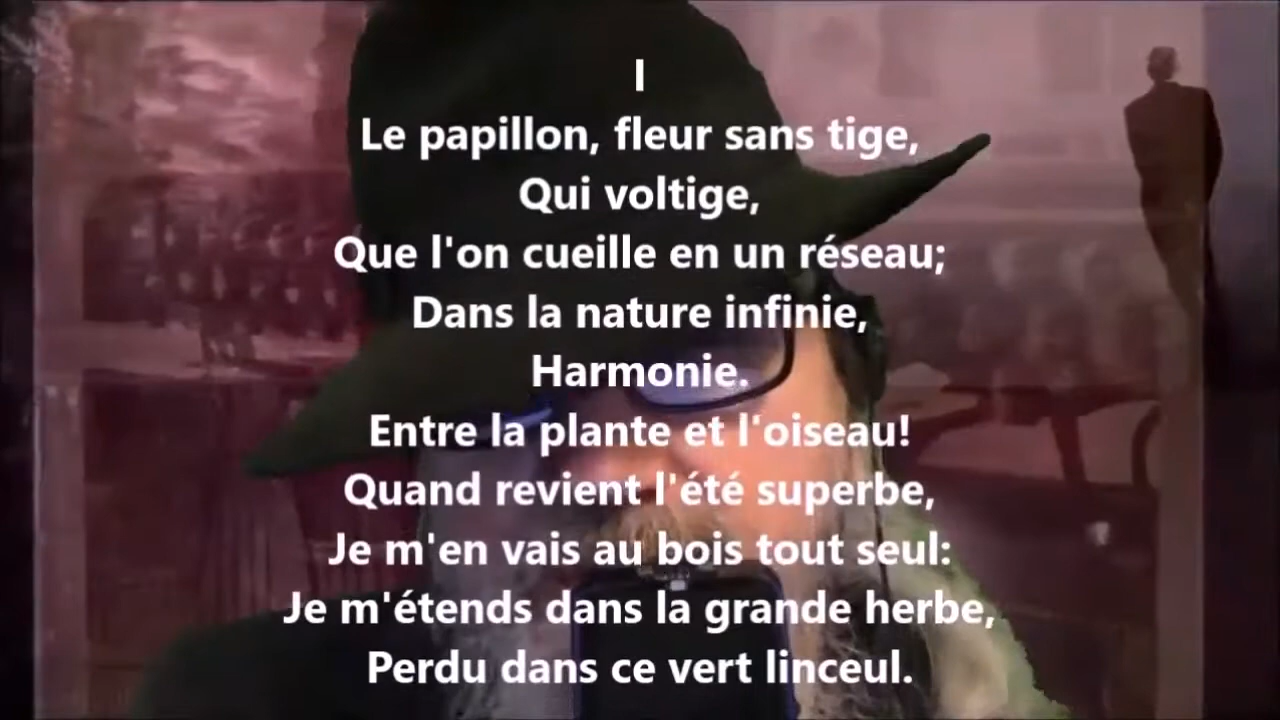 I
Le papillon, fleur sans tige,
Qui voltige,
Que l'on cueille en un réseau;
Dans la nature infinie,
Harmonie.
Entre la plante et l'oiseau!
Quand revient l'été superbe,
Je m'en vais au bois tout seul:
Je m'étends dans la grande herbe,
Perdu dans ce vert linceul.